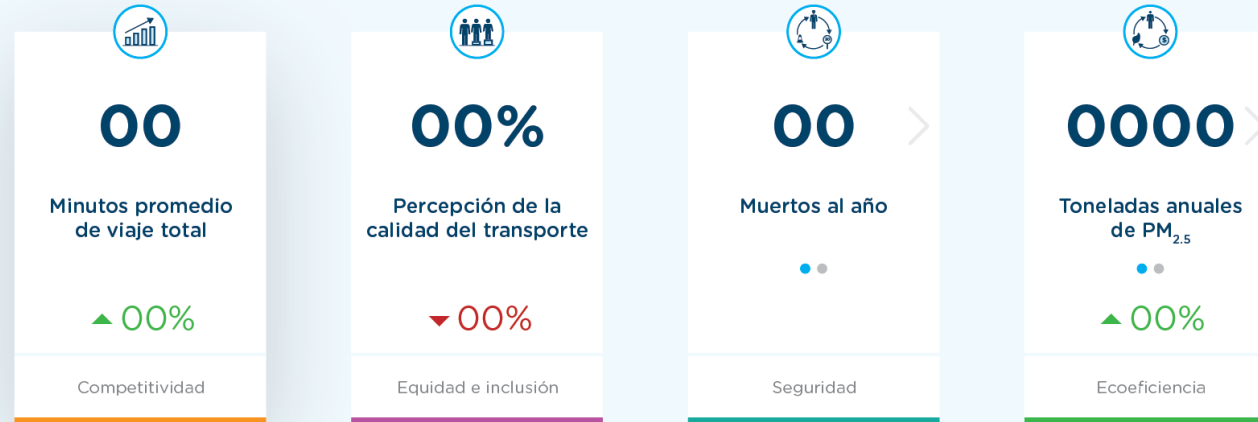 00
Minutos promedio
de viaje total
▲ 00%
Competitividad
00%
Percepción de la
calidad del transporte
▼ 00%
Equidad e inclusión
00
Muertos al año
Seguridad
0000
Toneladas anuales
de PM2.5
▲ 00%
Ecoeficiencia